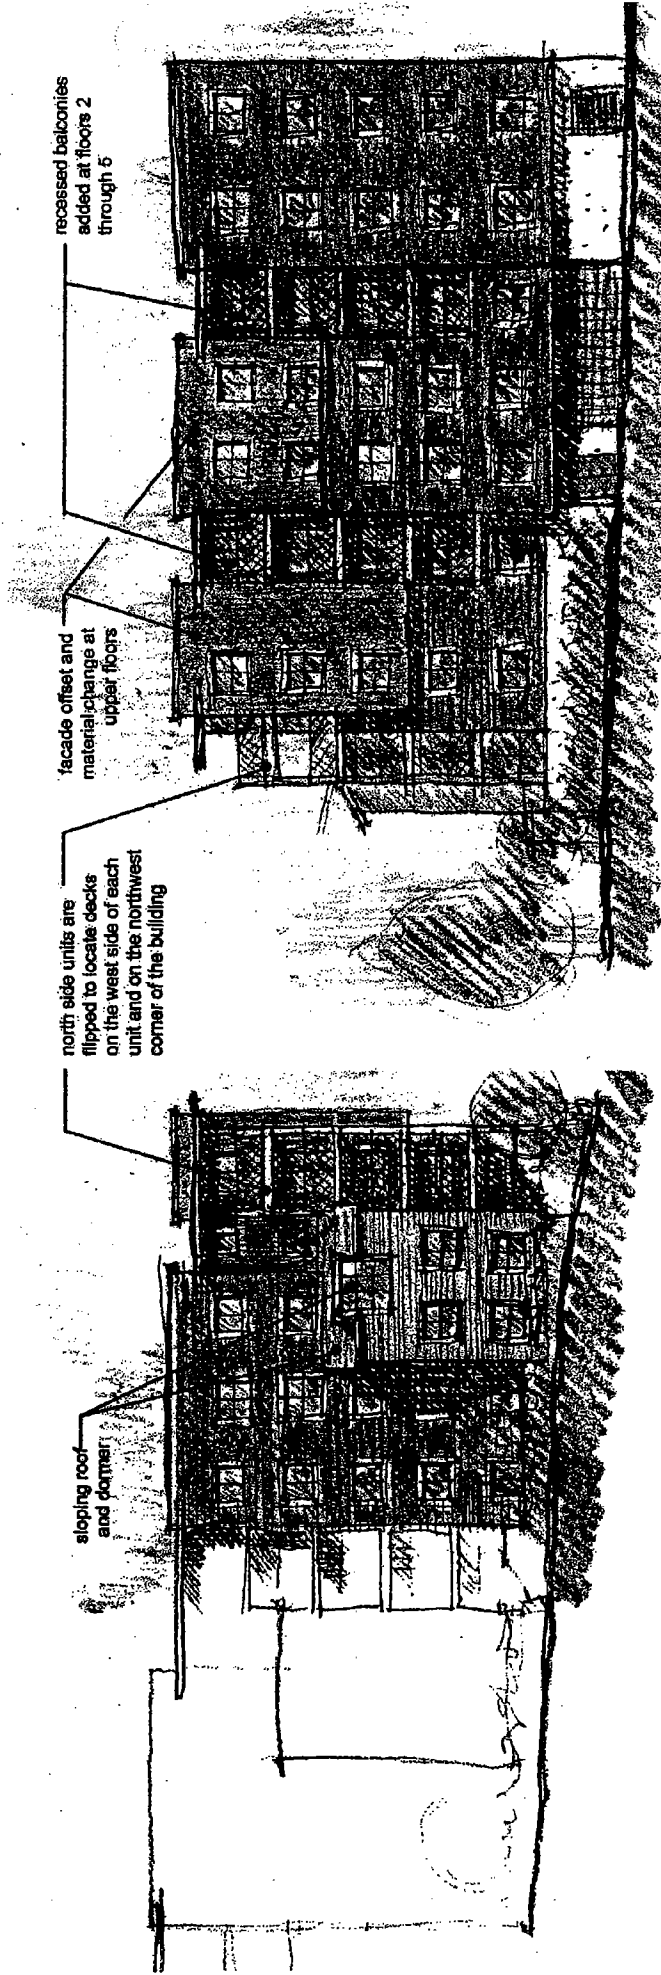 sloping roof
and dormer
north side units are
flipped to locate decks
on the west side of each
unit and on the northwest
corner of the building
facade offset and
material change at
upper floors
recessed balconies
added at floors 2
through 5